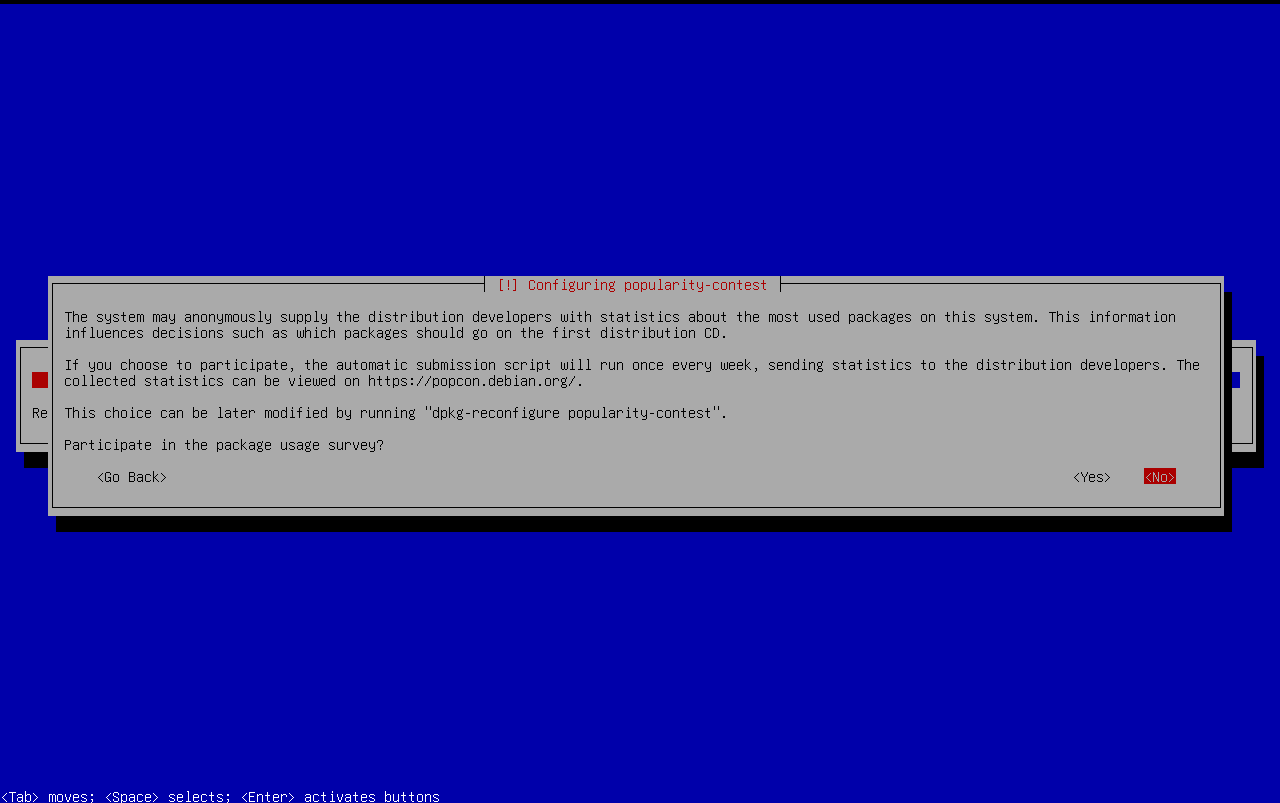 [!] Configuring popularity-contest
The system may anonymously supply the distribution developers with statistics about the most used packages on this system. This information
influences decisions such as which packages should go on the first distribution CD.
If you choose to participate, the automatic submission script will run once every week, sending statistics to the distribution developers. The
collected statistics can be viewed on https://popcon.debian.org/.
Re
This choice can be later modified by running "dpkg-reconfigure popularity-contest".
Participate in the package usage survey?
<Go Back> <Yes> <No>
<Tab> moves; <Space> selects; <Enter> activates buttons